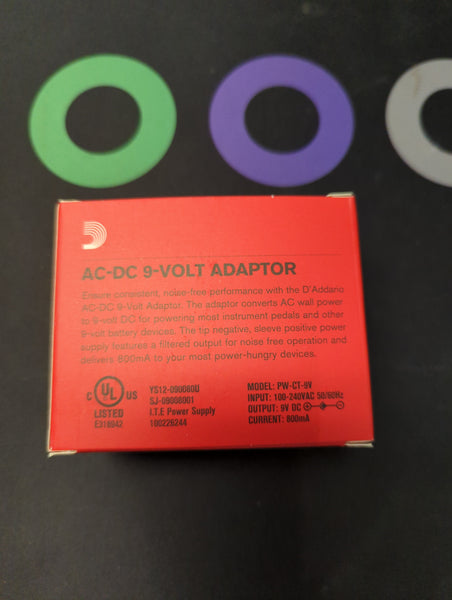 AC-DC 9-VOLT ADAPTOR
Ensure consistent, noise-free performance with the D'Addario
AC-DC 9-Volt Adaptor. The adaptor converts AC wall power
to 9-volt DC for powering most instrument pedals and other
9-volt battery devices. The tip negative, sleeve positive power
supply features a filtered output for noise free operation and
delivers 800mA to your most power-hungry devices.
C UL US
LISTED
E316942
YS12-090080U
SJ-09008001
I.T.E Power Supply
100226244
MODEL: PW-CT-9V
INPUT: 100-240VAC 50/60Hz
OUTPUT: 9V DC
CURRENT: 800mA